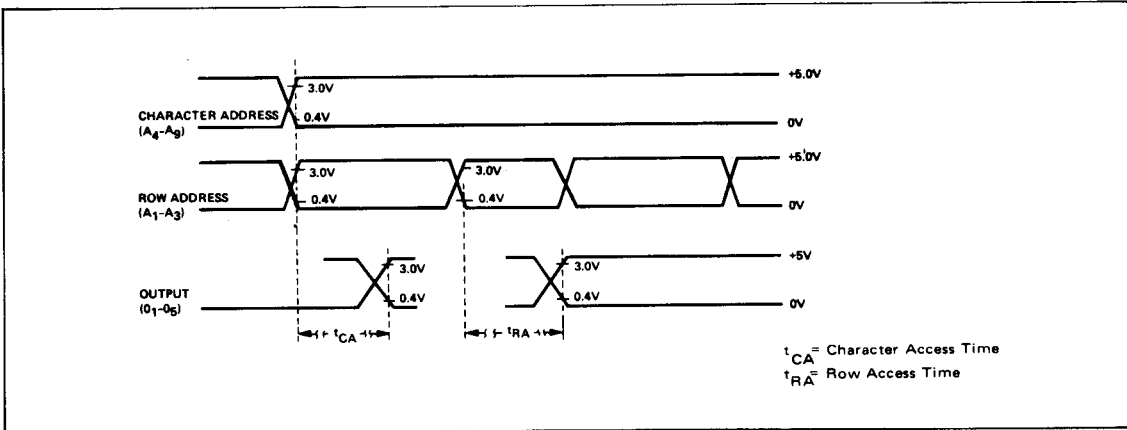 +5.0V
3.0V
CHARACTER ADDRESS
(A4-A9)
0.4V
0V
+5.0V
3.0V
ROW ADDRESS
(A1-A3)
0.4V
0.4V
3.0V
0V
+5V
3.0V
3.0V
OUTPUT
(01-05)
0.4V
0.4V
0V
tCA
tRA
tCA= Character Access Time
tRA= Row Access Time